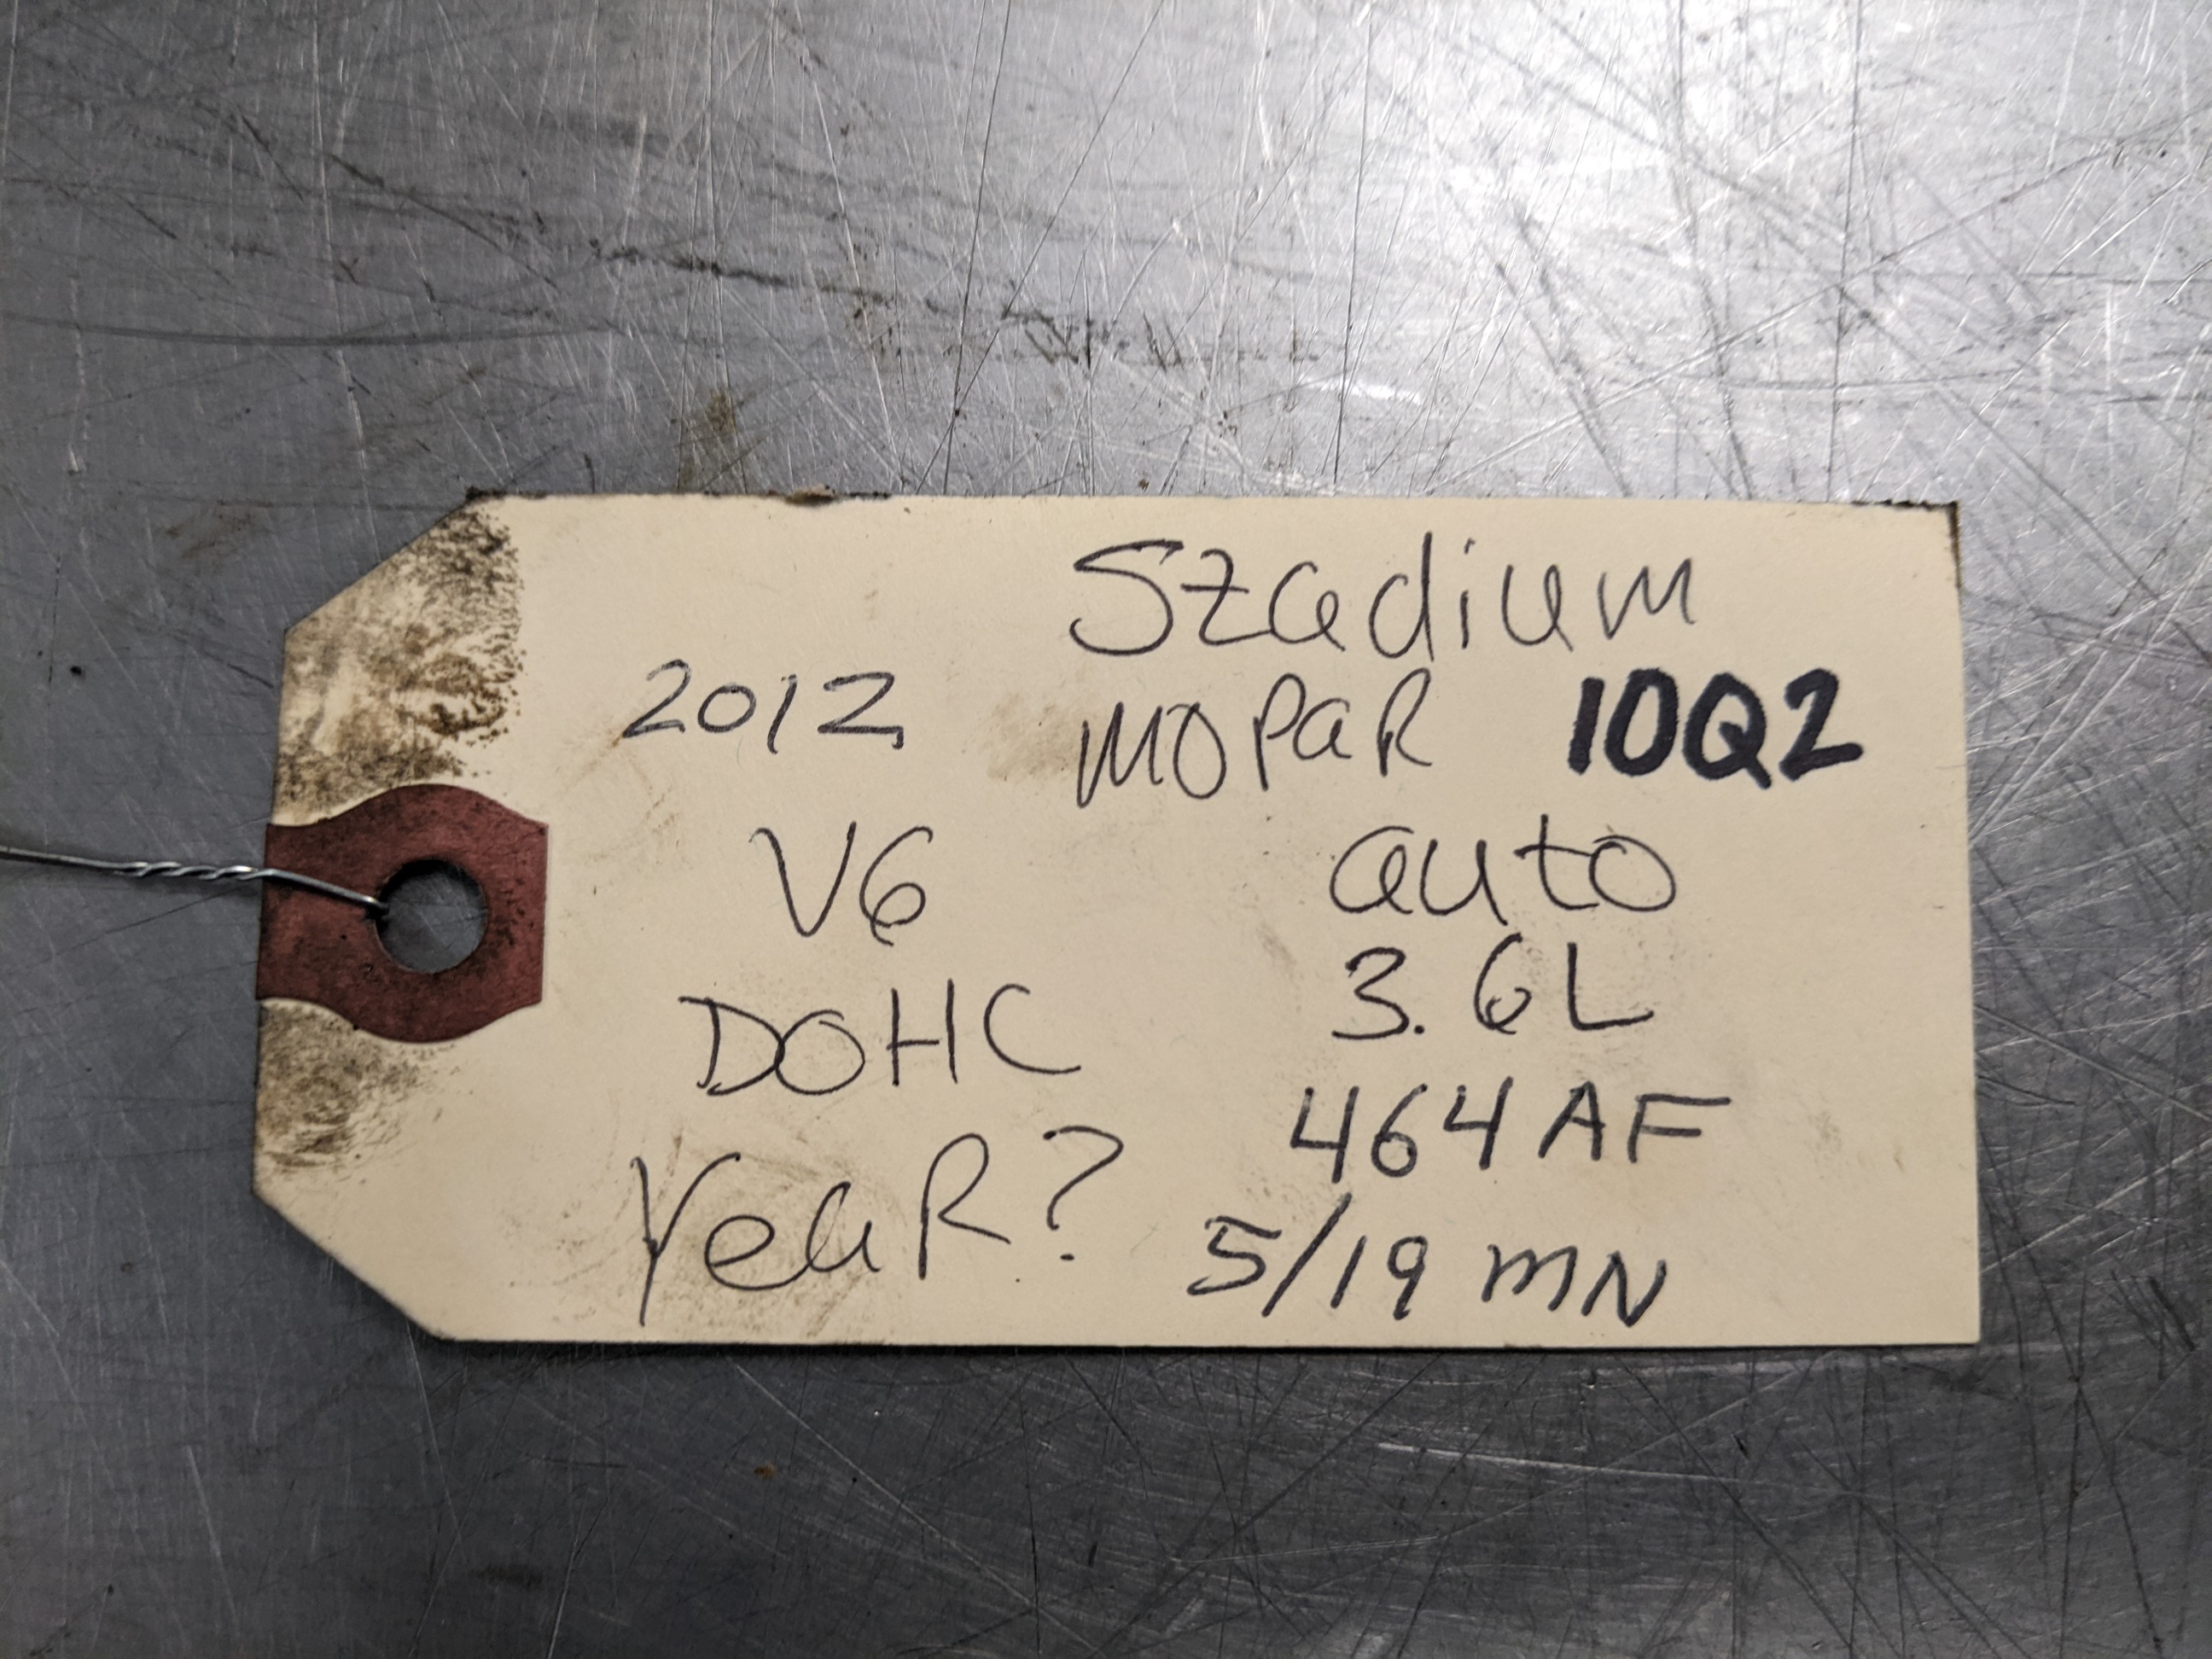 Stadium
2012 MOPAR 10Q2
V6 auto
DOHC 3.6L
464AF
YeaR? 5/19 MN